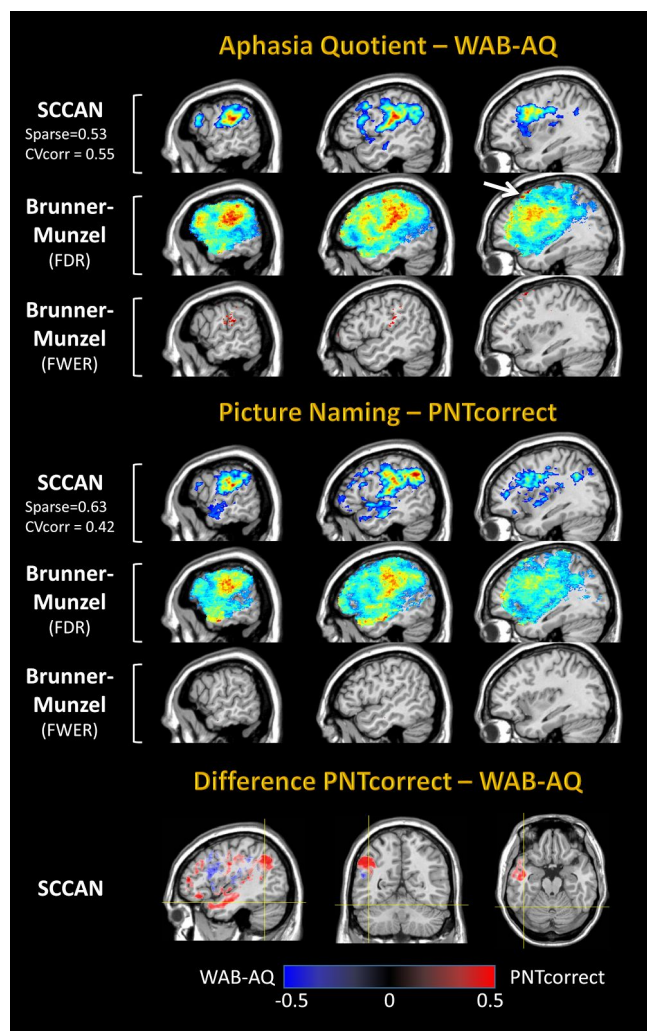 Aphasia Quotient – WAB-AQ
SCCAN
Sparse=0.53
CVcorr = 0.55
Brunner-
Munzel
(FDR)
Brunner-
Munzel
(FWER)
Picture Naming – PNTcorrect
SCCAN
Sparse=0.63
CVcorr = 0.42
Brunner-
Munzel
(FDR)
Brunner-
Munzel
(FWER)
Difference PNTcorrect – WAB-AQ
SCCAN
WAB-AQ PNTcorrect
-0.5 0 0.5